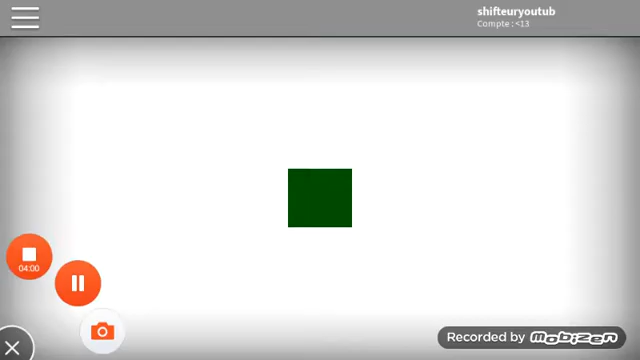 shifteuryoutub
Compte : <13
04:00
Recorded by mobizen